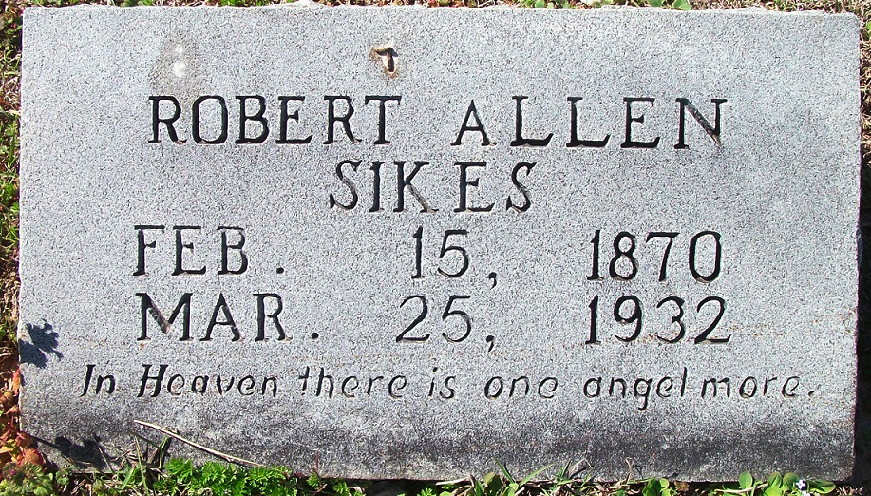 ROBERT ALLEN
SIKES
FEB. 15, 1870
MAR. 25, 1932
In Heaven there is one angel more.